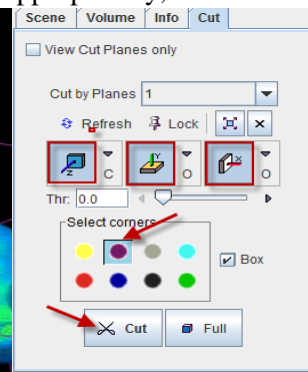 Scene Volume Info Cut
View Cut Planes only
Cut by Planes 1
Refresh Lock
Z C Y O X O
Thr: 0.0
Select corners
Box
Cut Full